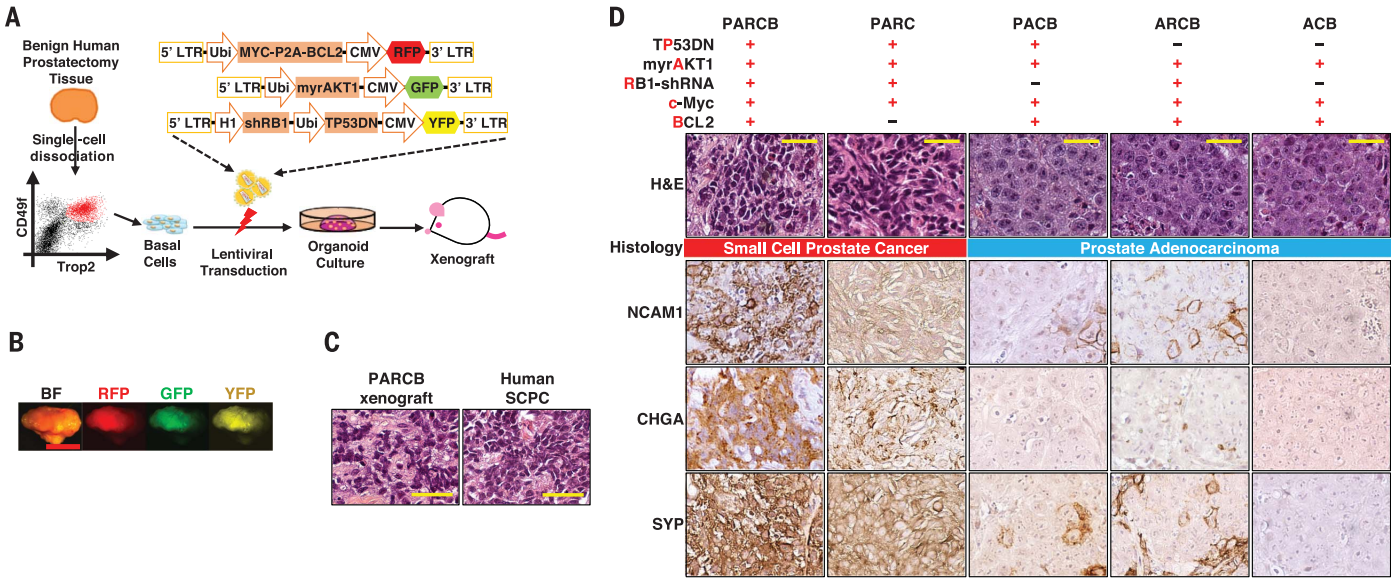 A
Benign Human
Prostatectomy
Tissue
Single-cell
dissociation
CD49f
Trop2
Basal
Cells
5' LTR Ubi MYC-P2A-BCL2 CMV RFP 3' LTR
5' LTR Ubi myrAKT1 CMV GFP 3' LTR
5' LTR H1 shRB1 Ubi TP53DN CMV YFP 3' LTR
Lentiviral
Transduction
Organoid
Culture
Xenograft
B
BF RFP GFP YFP
C
PARCB
xenograft
Human
SCPC
D
PARCB PARC PACB ARCB ACB
TP53DN + + + − −
myrAKT1 + + + + +
RB1-shRNA + + − + −
c-Myc + + + + +
BCL2 + − + + +
H&E
Histology Small Cell Prostate Cancer Prostate Adenocarcinoma
NCAM1
CHGA
SYP